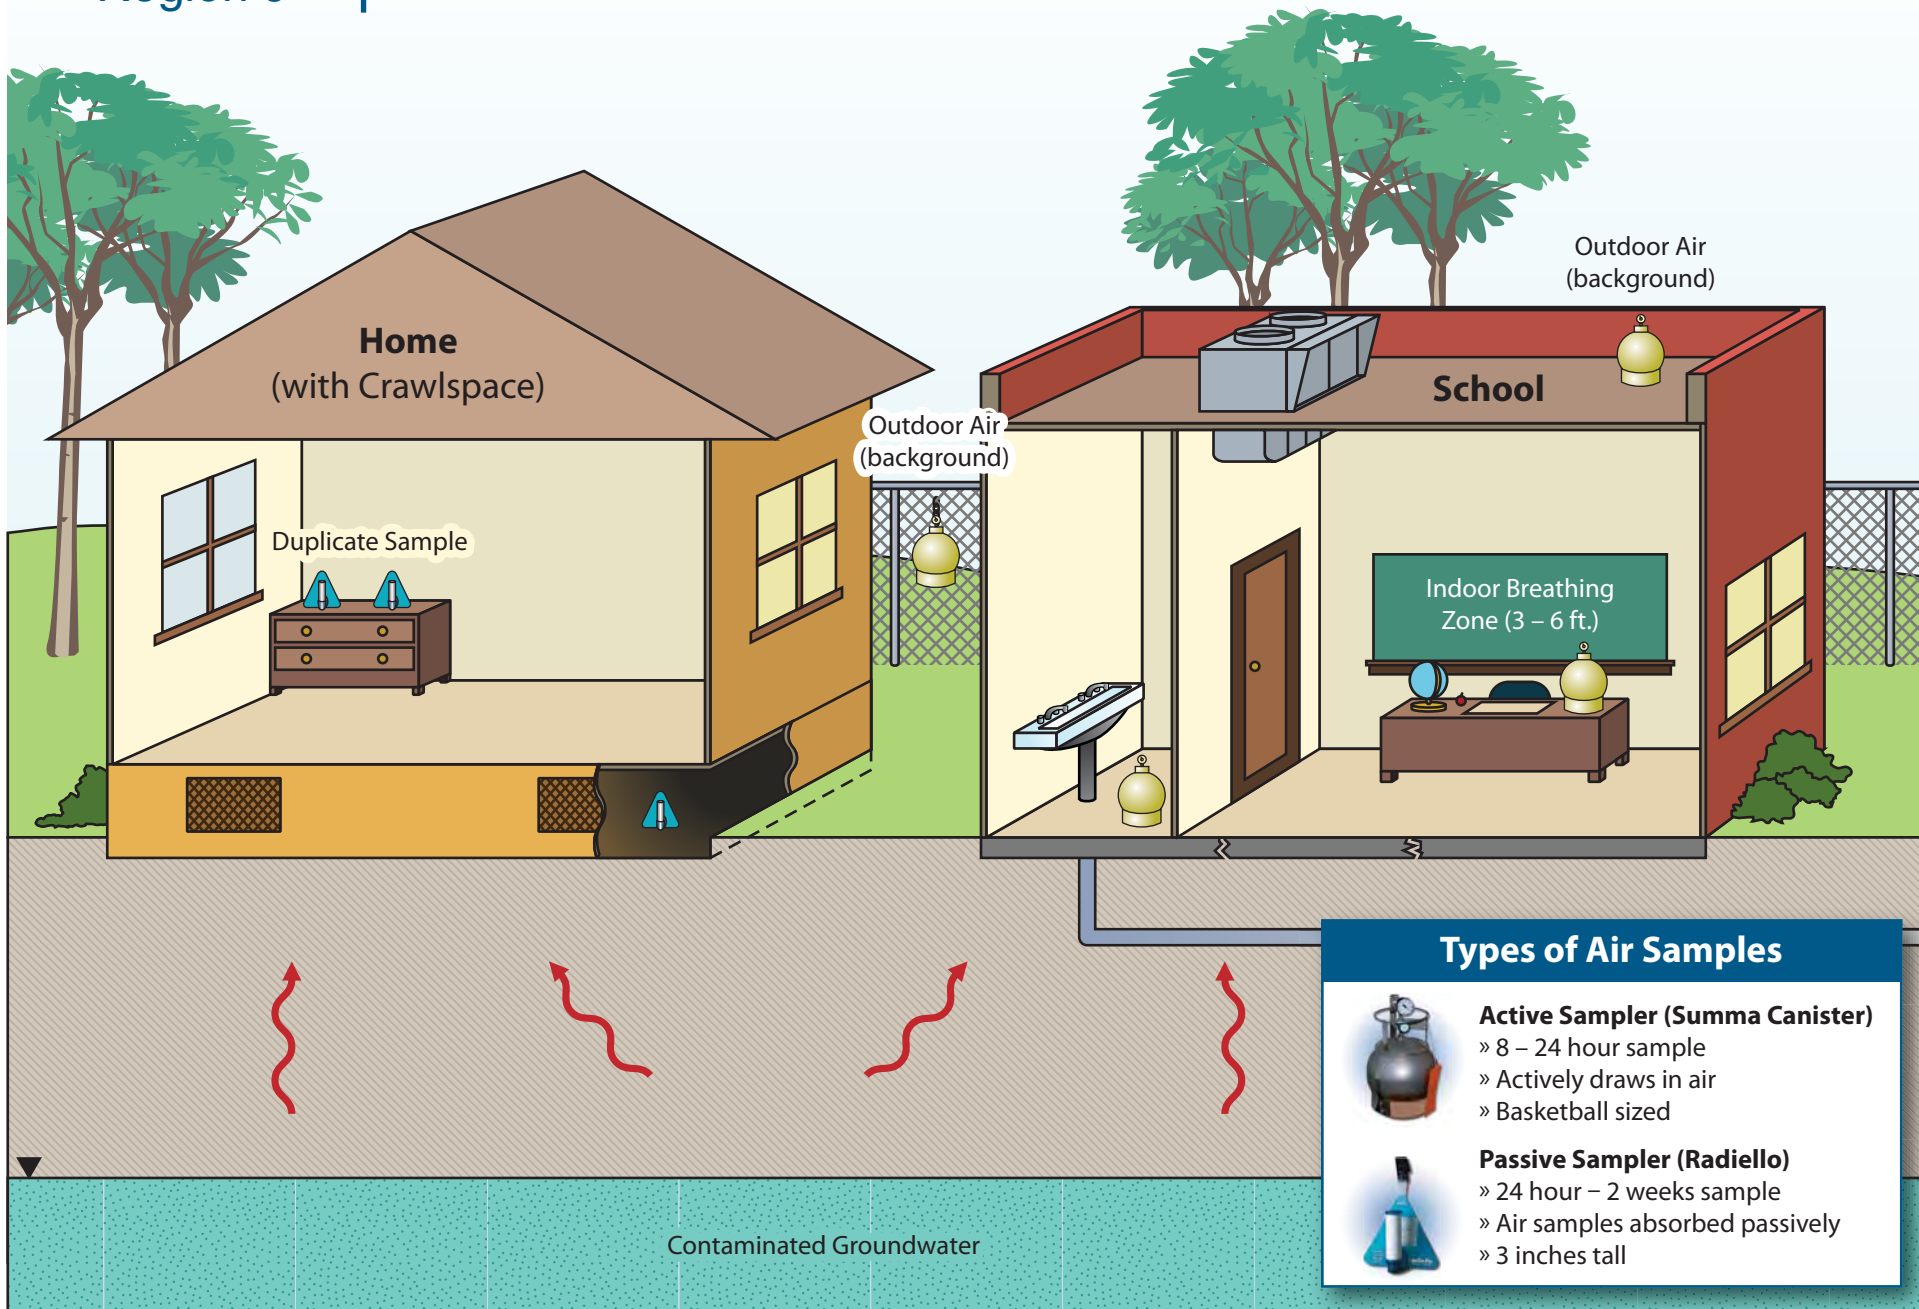 Region 9
Outdoor Air
(background)
Home
(with Crawlspace)
School
Outdoor Air
(background)
Duplicate Sample
Indoor Breathing
Zone (3 – 6 ft.)
Types of Air Samples
Active Sampler (Summa Canister)
» 8 – 24 hour sample
» Actively draws in air
» Basketball sized
Passive Sampler (Radiello)
» 24 hour – 2 weeks sample
» Air samples absorbed passively
» 3 inches tall
Contaminated Groundwater